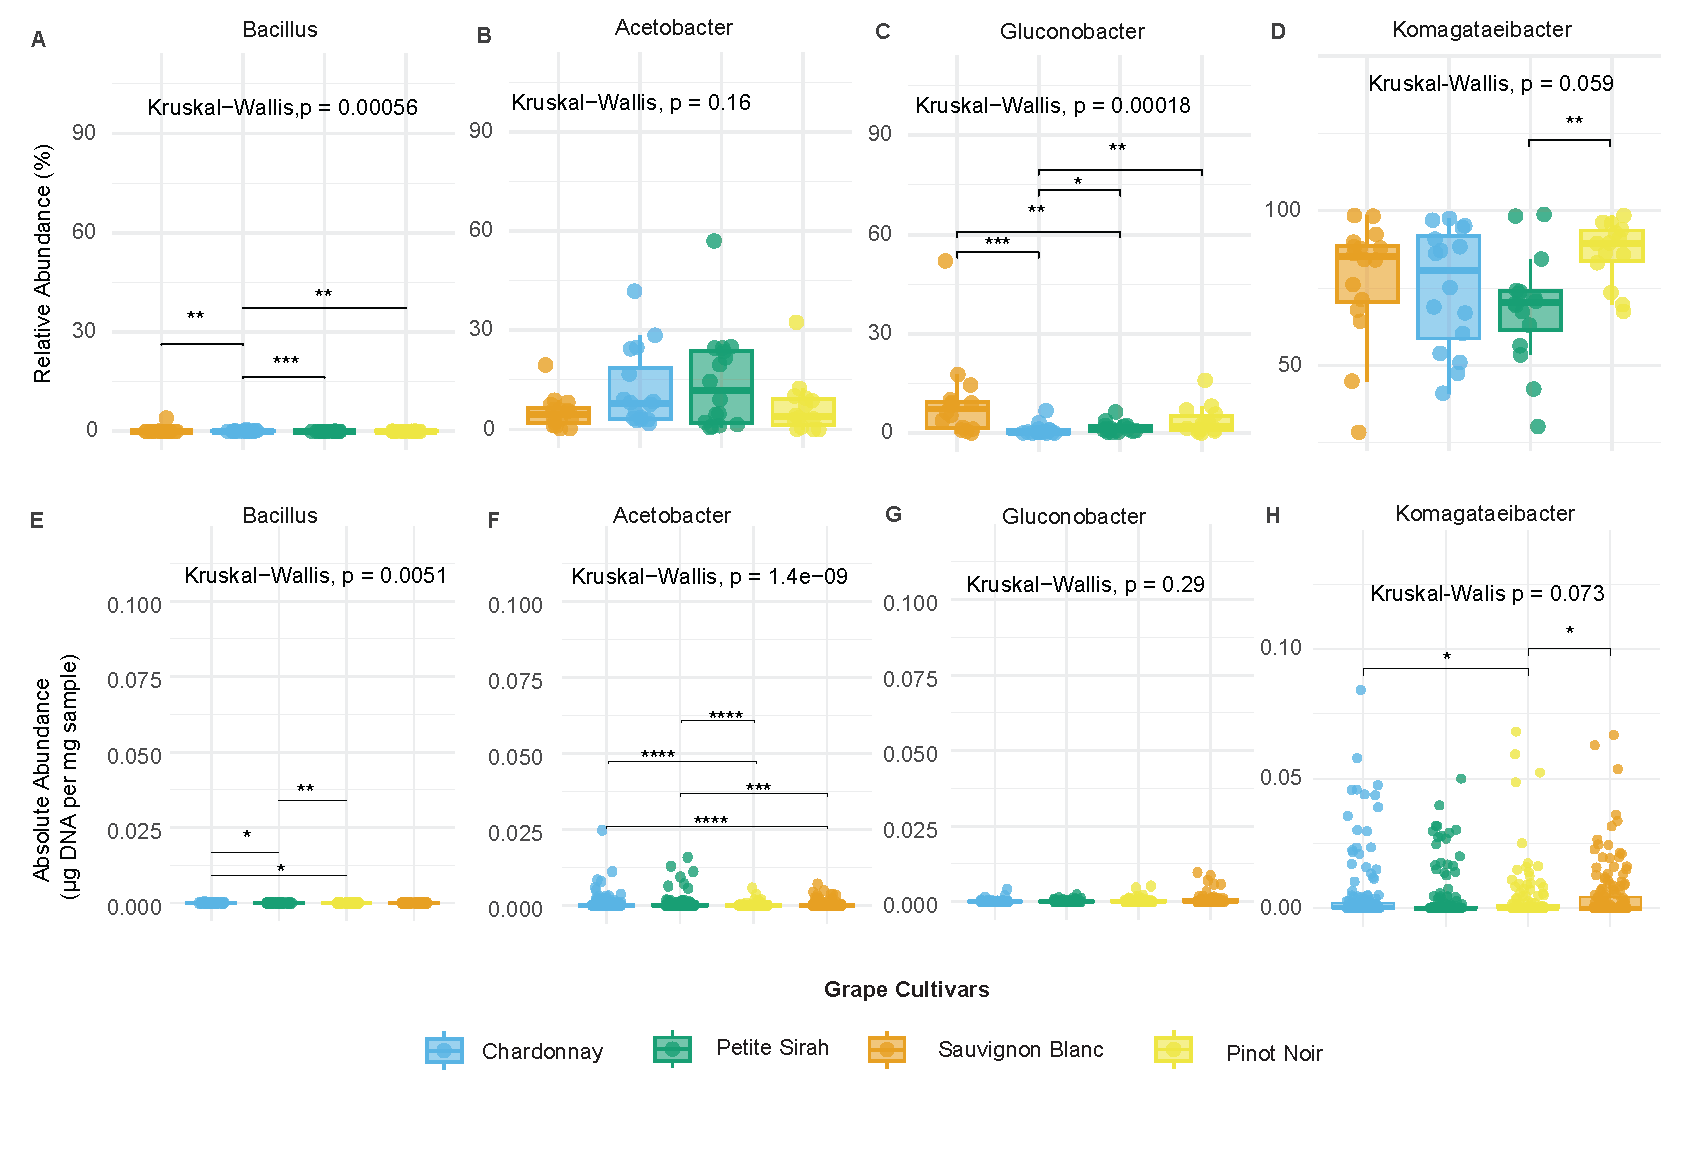 A
Bacillus
Kruskal−Wallis,p = 0.00056
90
60
30
0
Relative Abundance (%)
**
**
***
B
Acetobacter
Kruskal−Wallis, p = 0.16
90
60
30
0
C
Gluconobacter
Kruskal−Wallis, p = 0.00018
90
60
30
0
**
*
**
***
D
Komagataeibacter
Kruskal-Wallis, p = 0.059
**
100
50
E
Bacillus
Kruskal−Wallis, p = 0.0051
0.100
0.075
0.050
0.025
0.000
Absolute Abundance
(µg DNA per mg sample)
**
*
*
F
Acetobacter
Kruskal−Wallis, p = 1.4e−09
0.100
0.075
0.050
0.025
0.000
****
****
***
****
G
Gluconobacter
Kruskal−Wallis, p = 0.29
0.100
0.075
0.050
0.025
0.000
H
Komagataeibacter
Kruskal-Walis p = 0.073
0.10
0.05
0.00
*
*
Grape Cultivars
Chardonnay
Petite Sirah
Sauvignon Blanc
Pinot Noir